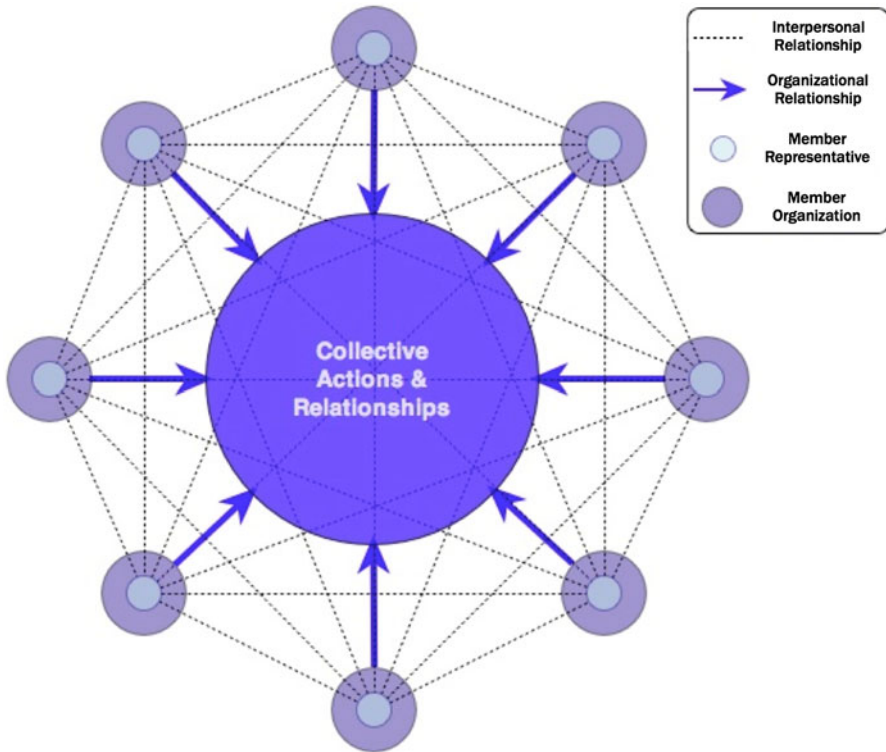 Interpersonal
Relationship
Organizational
Relationship
Member
Representative
Member
Organization
Collective
Actions &
Relationships